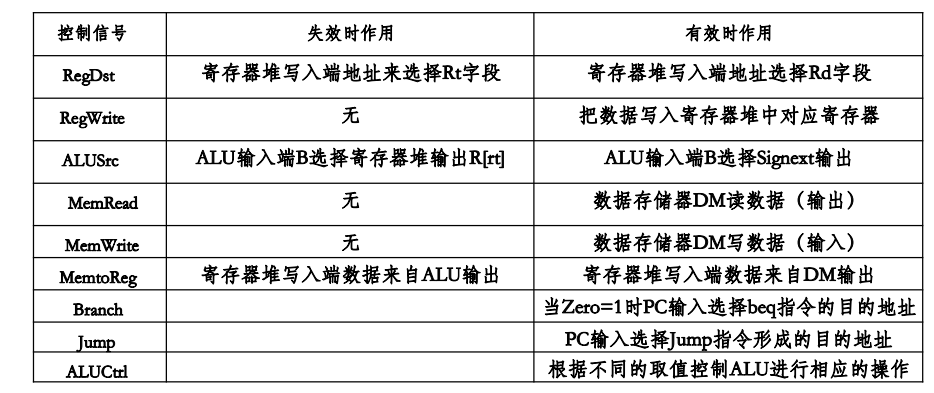 控制信号 失效时作用 有效时作用
RegDst 寄存器堆写入端地址来选择Rt字段 寄存器堆写入端地址选择Rd字段
RegWrite 无 把数据写入寄存器堆中对应寄存器
ALUSrc ALU输入端B选择寄存器堆输出R[rt] ALU输入端B选择Signext输出
MemRead 无 数据存储器DM读数据（输出）
MemWrite 无 数据存储器DM写数据（输入）
MemtoReg 寄存器堆写入端数据来自ALU输出 寄存器堆写入端数据来自DM输出
Branch 当Zero=1时PC输入选择beq指令的目的地址
Jump PC输入选择Jump指令形成的目的地址
ALUCtrl 根据不同的取值控制ALU进行相应的操作